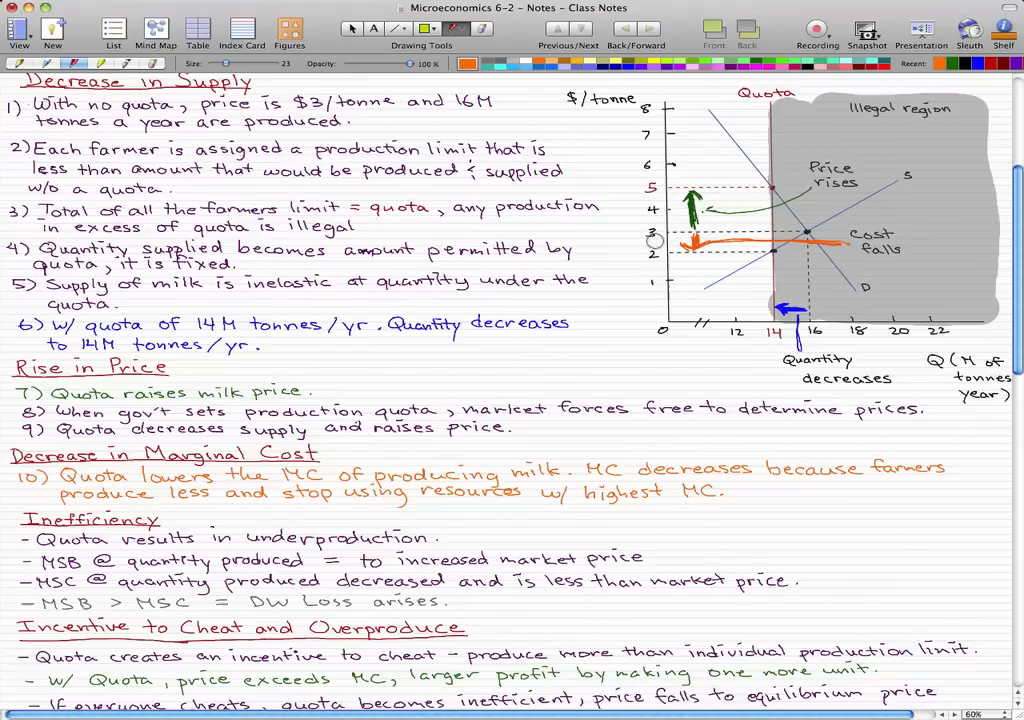 Microeconomics 6-2 - Notes - Class Notes
View New List Mind Map Table Index Card Figures Drawing Tools Previous/Next Back/Forward Front Back Recording Snapshot Presentation Sleuth Shelf
Size: 23 Opacity: 100 % Recent:
Decrease in Supply
1) With no quota, price is $3/tonne and 16M
tonnes a year are produced.
2) Each farmer is assigned a production limit that is
less than amount that would be produced & supplied
w/o a quota.
3) Total of all the farmers limit = quota, any production
in excess of quota is illegal
4) Quantity supplied becomes amount permitted by
quota, it is fixed.
5) Supply of milk is inelastic at quantity under the
quota.
6) w/ quota of 14M tonnes/yr. Quantity decreases
to 14M tonnes/yr.
$/tonne
Quota
Illegal region
8
7
6
Price
rises
S
5
4
3
Cost
falls
2
1
D
0 12 14 16 18 20 22
Quantity
decreases
Q (M of
tonnes
year)
Rise in Price
7) Quota raises milk price.
8) When gov't sets production quota, market forces free to determine prices.
9) Quota decreases supply and raises price.
Decrease in Marginal Cost
10) Quota lowers the MC of producing milk. MC decreases because farmers
produce less and stop using resources w/ highest MC.
Inefficiency
- Quota results in underproduction.
- MSB @ quantity produced = to increased market price
- MSC @ quantity produced decreased and is less than market price.
- MSB > MSC = DW Loss arises.
Incentive to Cheat and Overproduce
- Quota creates an incentive to cheat - produce more than individual production limit.
- w/ Quota, price exceeds MC, larger profit by making one more unit.
- If everyone cheats, quota becomes inefficient, price falls to equilibrium price
60%